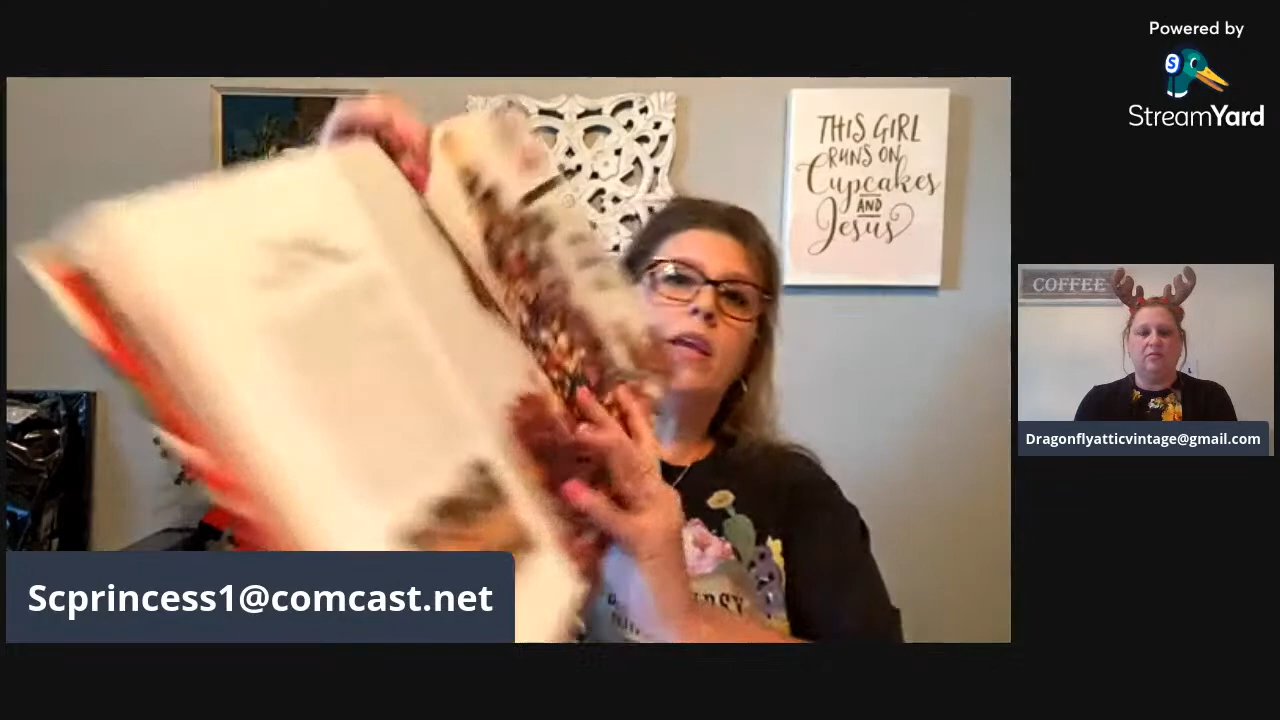 Powered by
StreamYard
THIS GIRL
RUNS ON
Cupcakes
AND
Jesus
COFFEE
Dragonflyatticvintage@gmail.com
Scprincess1@comcast.net